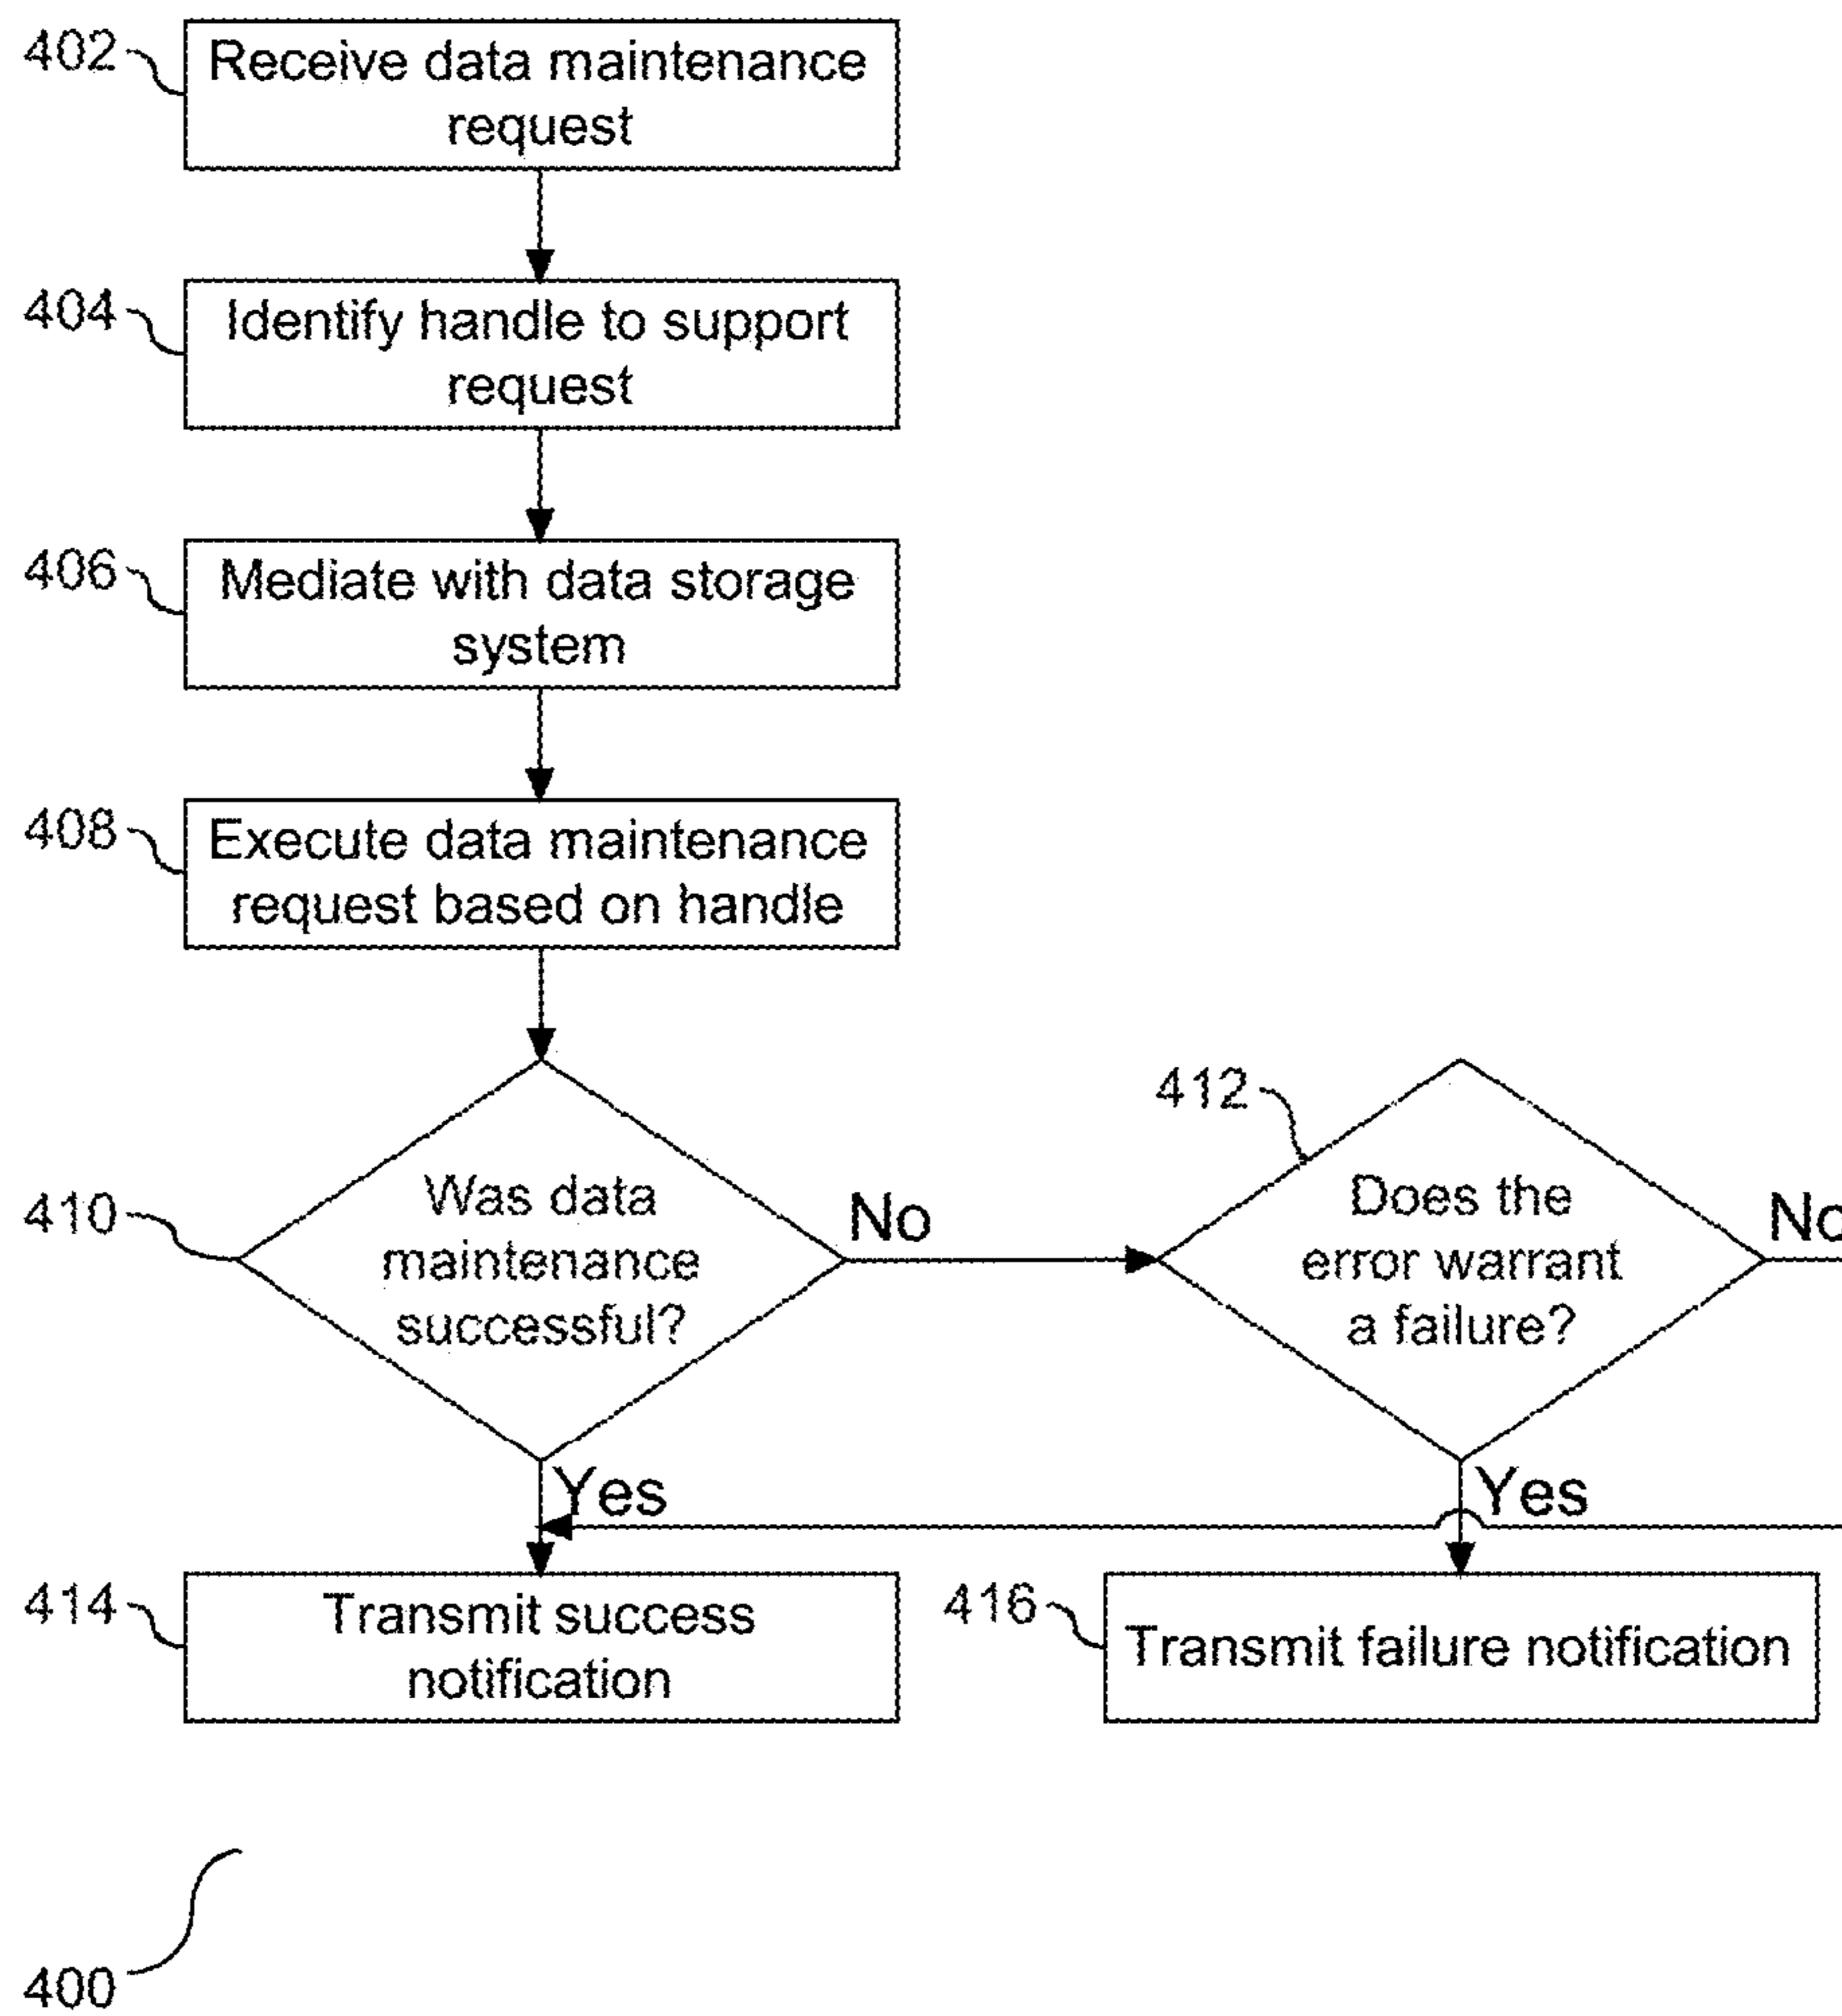 402
Receive data maintenance
request
404
Identify handle to support
request
406
Mediate with data storage
system
408
Execute data maintenance
request based on handle
410
Was data
maintenance
successful?
No
412
Does the
error warrant
a failure?
No
Yes
Yes
414
Transmit success
notification
416
Transmit failure notification
400